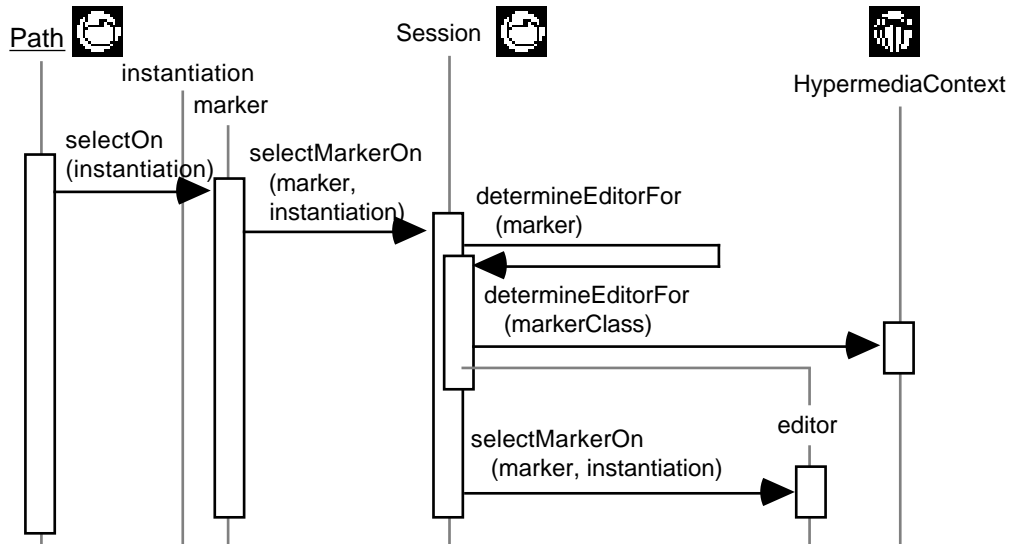 Path
Session
HypermediaContext
instantiation
marker
selectOn
(instantiation)
selectMarkerOn
(marker,
instantiation)
determineEditorFor
(marker)
determineEditorFor
(markerClass)
editor
selectMarkerOn
(marker, instantiation)